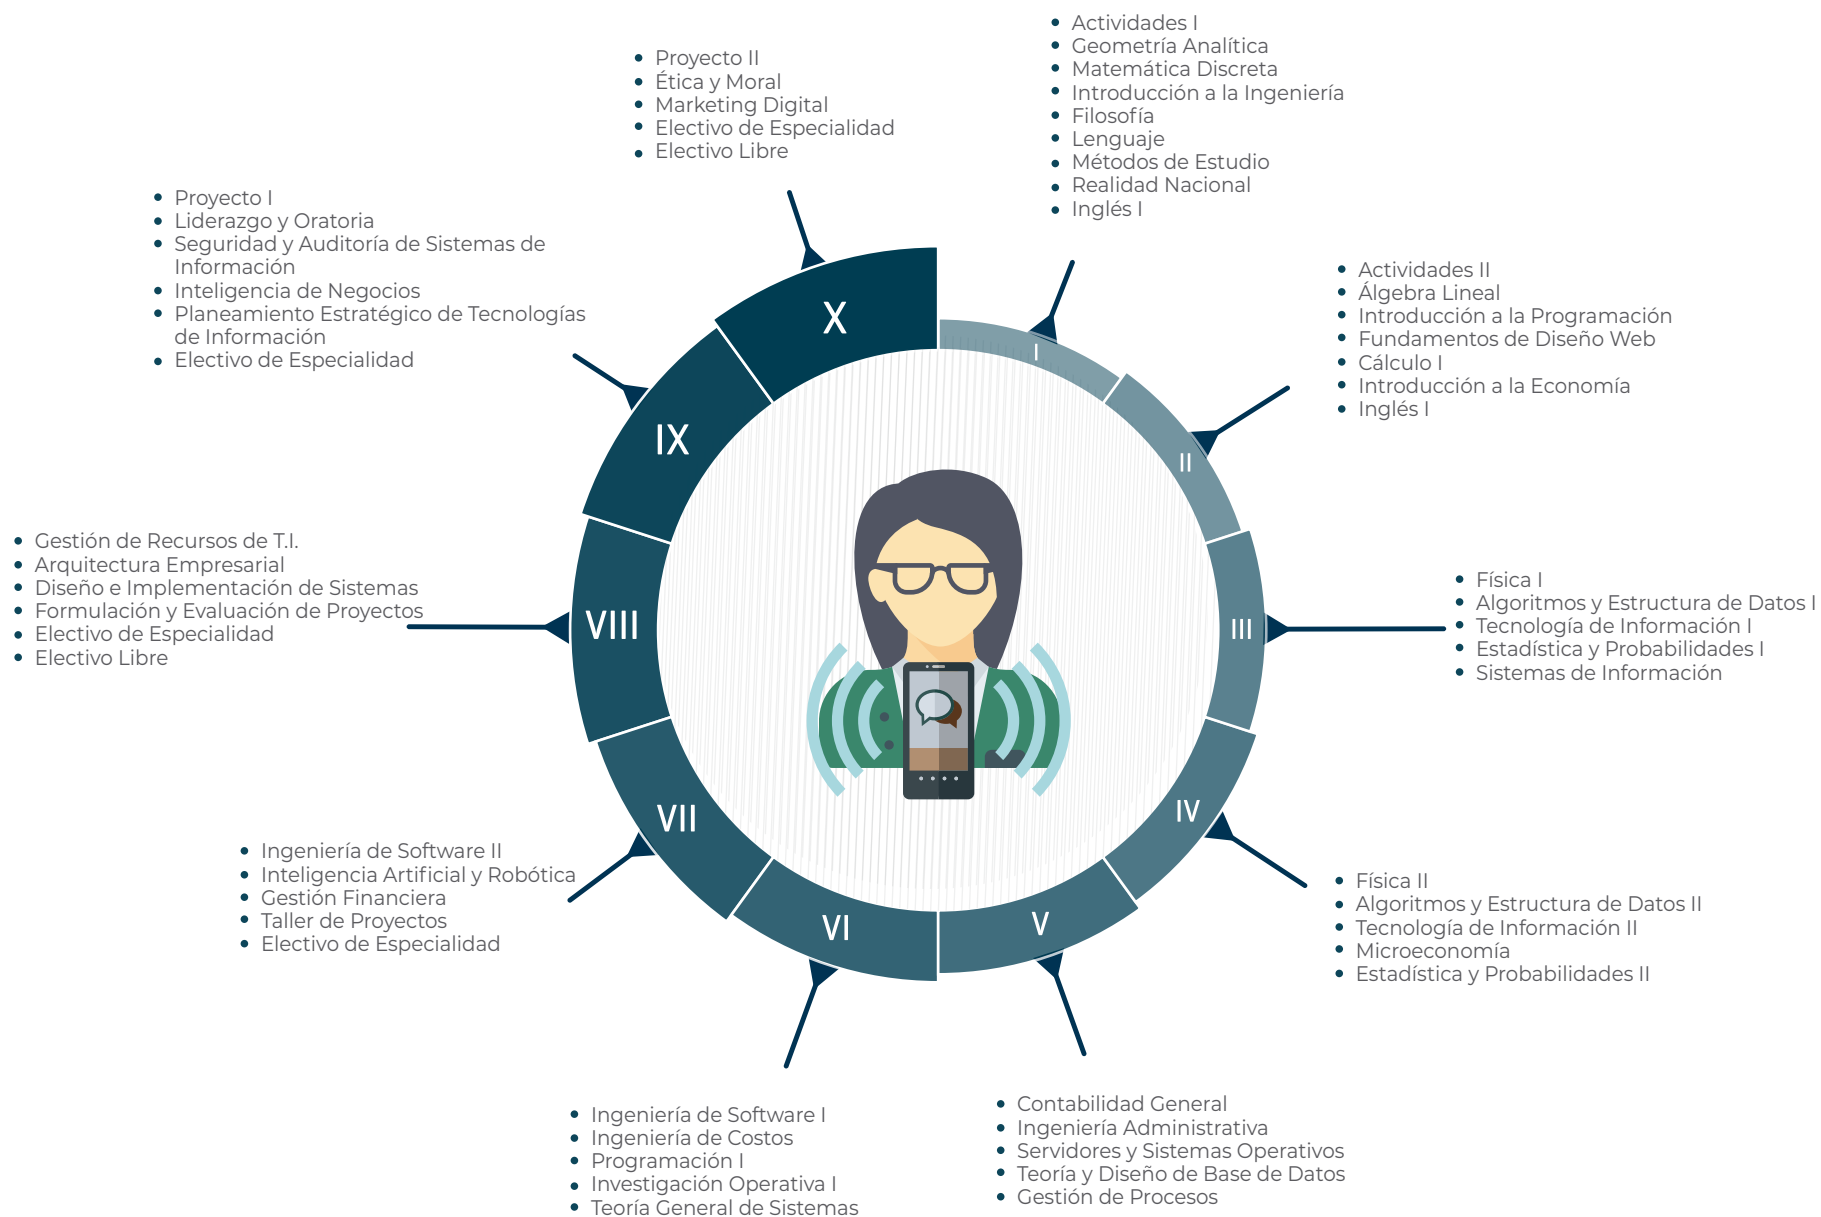 Actividades I
Geometría Analítica
Matemática Discreta
Introducción a la Ingeniería
Filosofía
Lenguaje
Métodos de Estudio
Realidad Nacional
Inglés I
I
Actividades II
Álgebra Lineal
Introducción a la Programación
Fundamentos de Diseño Web
Cálculo I
Introducción a la Economía
Inglés I
II
Física I
Algoritmos y Estructura de Datos I
Tecnología de Información I
Estadística y Probabilidades I
Sistemas de Información
III
Física II
Algoritmos y Estructura de Datos II
Tecnología de Información II
Microeconomía
Estadística y Probabilidades II
IV
Contabilidad General
Ingeniería Administrativa
Servidores y Sistemas Operativos
Teoría y Diseño de Base de Datos
Gestión de Procesos
V
Ingeniería de Software I
Ingeniería de Costos
Programación I
Investigación Operativa I
Teoría General de Sistemas
VI
Ingeniería de Software II
Inteligencia Artificial y Robótica
Gestión Financiera
Taller de Proyectos
Electivo de Especialidad
VII
Gestión de Recursos de T.I.
Arquitectura Empresarial
Diseño e Implementación de Sistemas
Formulación y Evaluación de Proyectos
Electivo de Especialidad
Electivo Libre
VIII
Proyecto I
Liderazgo y Oratoria
Seguridad y Auditoría de Sistemas de
Información
Inteligencia de Negocios
Planeamiento Estratégico de Tecnologías
de Información
Electivo de Especialidad
IX
Proyecto II
Ética y Moral
Marketing Digital
Electivo de Especialidad
Electivo Libre
X